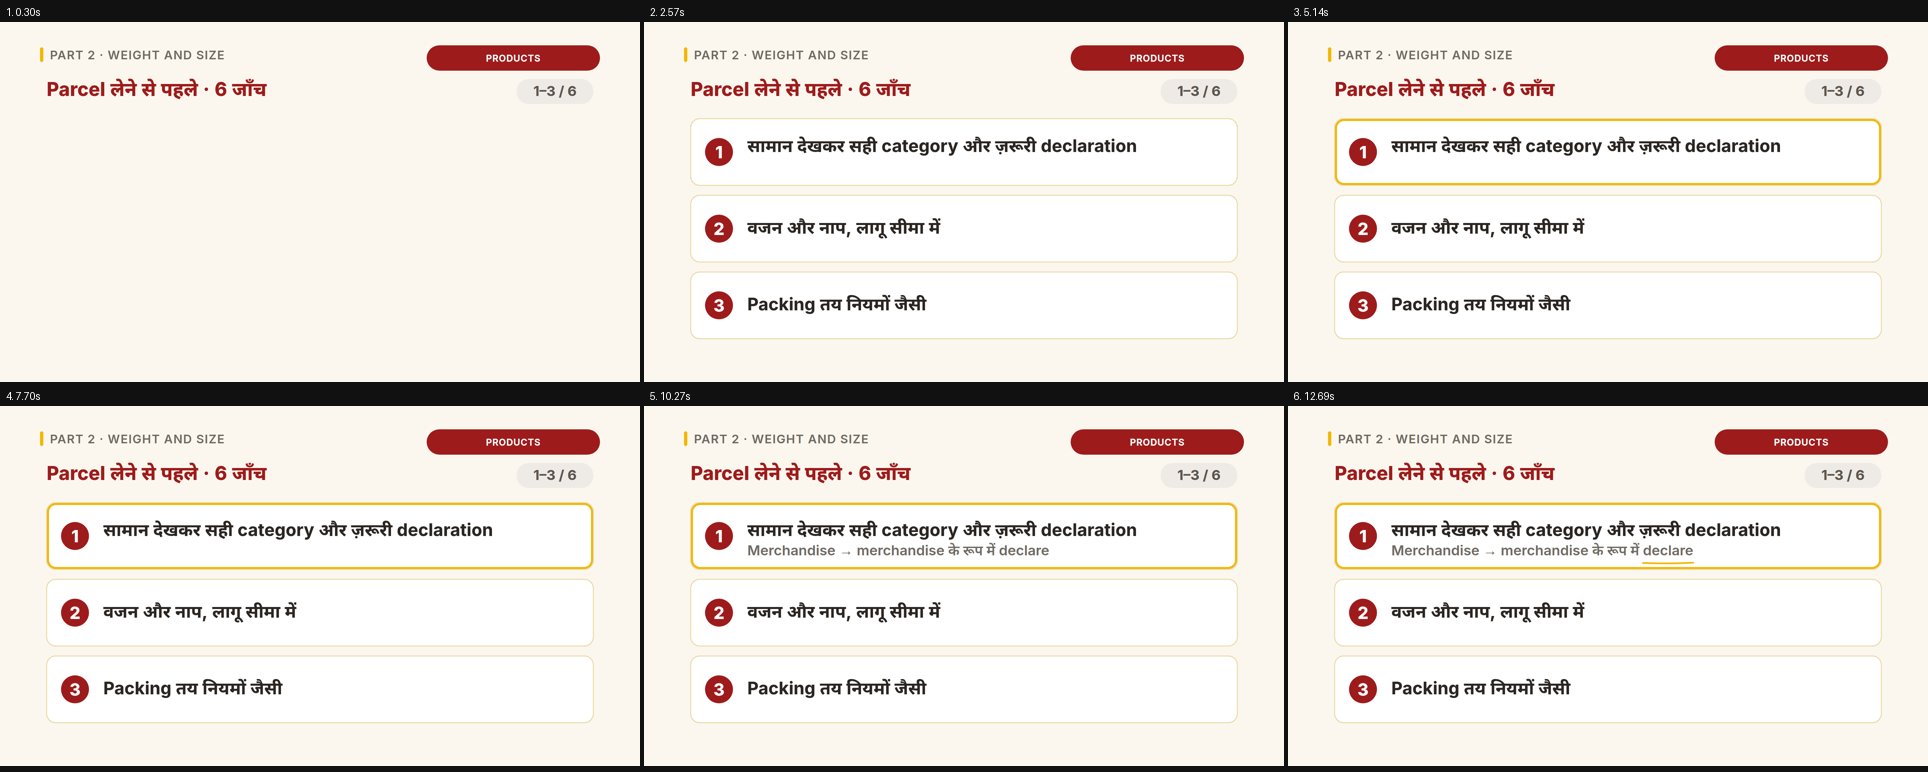 1. 0.30s
PART 2 · WEIGHT AND SIZE
PRODUCTS
Parcel लेने से पहले · 6 जाँच
1–3 / 6
2. 2.57s
PART 2 · WEIGHT AND SIZE
PRODUCTS
Parcel लेने से पहले · 6 जाँच
1–3 / 6
1 सामान देखकर सही category और ज़रूरी declaration
2 वजन और नाप, लागू सीमा में
3 Packing तय नियमों जैसी
3. 5.14s
PART 2 · WEIGHT AND SIZE
PRODUCTS
Parcel लेने से पहले · 6 जाँच
1–3 / 6
1 सामान देखकर सही category और ज़रूरी declaration
2 वजन और नाप, लागू सीमा में
3 Packing तय नियमों जैसी
4. 7.70s
PART 2 · WEIGHT AND SIZE
PRODUCTS
Parcel लेने से पहले · 6 जाँच
1–3 / 6
1 सामान देखकर सही category और ज़रूरी declaration
2 वजन और नाप, लागू सीमा में
3 Packing तय नियमों जैसी
5. 10.27s
PART 2 · WEIGHT AND SIZE
PRODUCTS
Parcel लेने से पहले · 6 जाँच
1–3 / 6
1 सामान देखकर सही category और ज़रूरी declaration
Merchandise → merchandise के रूप में declare
2 वजन और नाप, लागू सीमा में
3 Packing तय नियमों जैसी
6. 12.69s
PART 2 · WEIGHT AND SIZE
PRODUCTS
Parcel लेने से पहले · 6 जाँच
1–3 / 6
1 सामान देखकर सही category और ज़रूरी declaration
Merchandise → merchandise के रूप में declare
2 वजन और नाप, लागू सीमा में
3 Packing तय नियमों जैसी